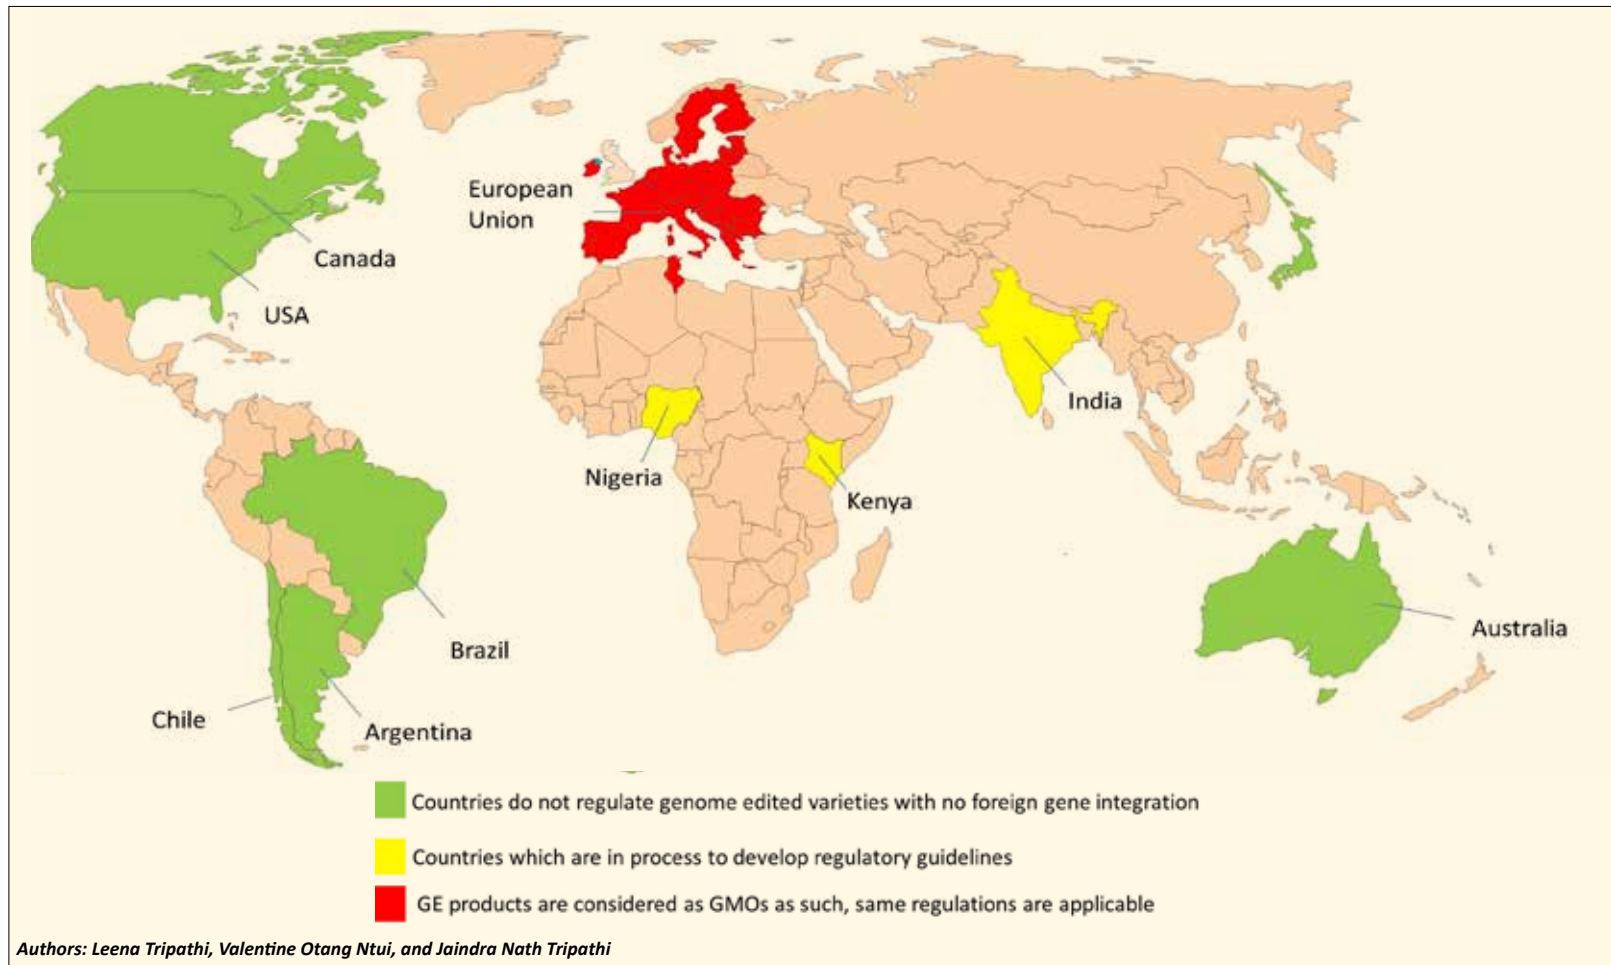 European
Union
Canada
USA
India
Nigeria
Kenya
Australia
Brazil
Chile
Argentina
Countries do not regulate genome edited varieties with no foreign gene integration
Countries which are in process to develop regulatory guidelines
GE products are considered as GMOs as such, same regulations are applicable
Authors: Leena Tripathi, Valentine Otang Ntui, and Jaindra Nath Tripathi